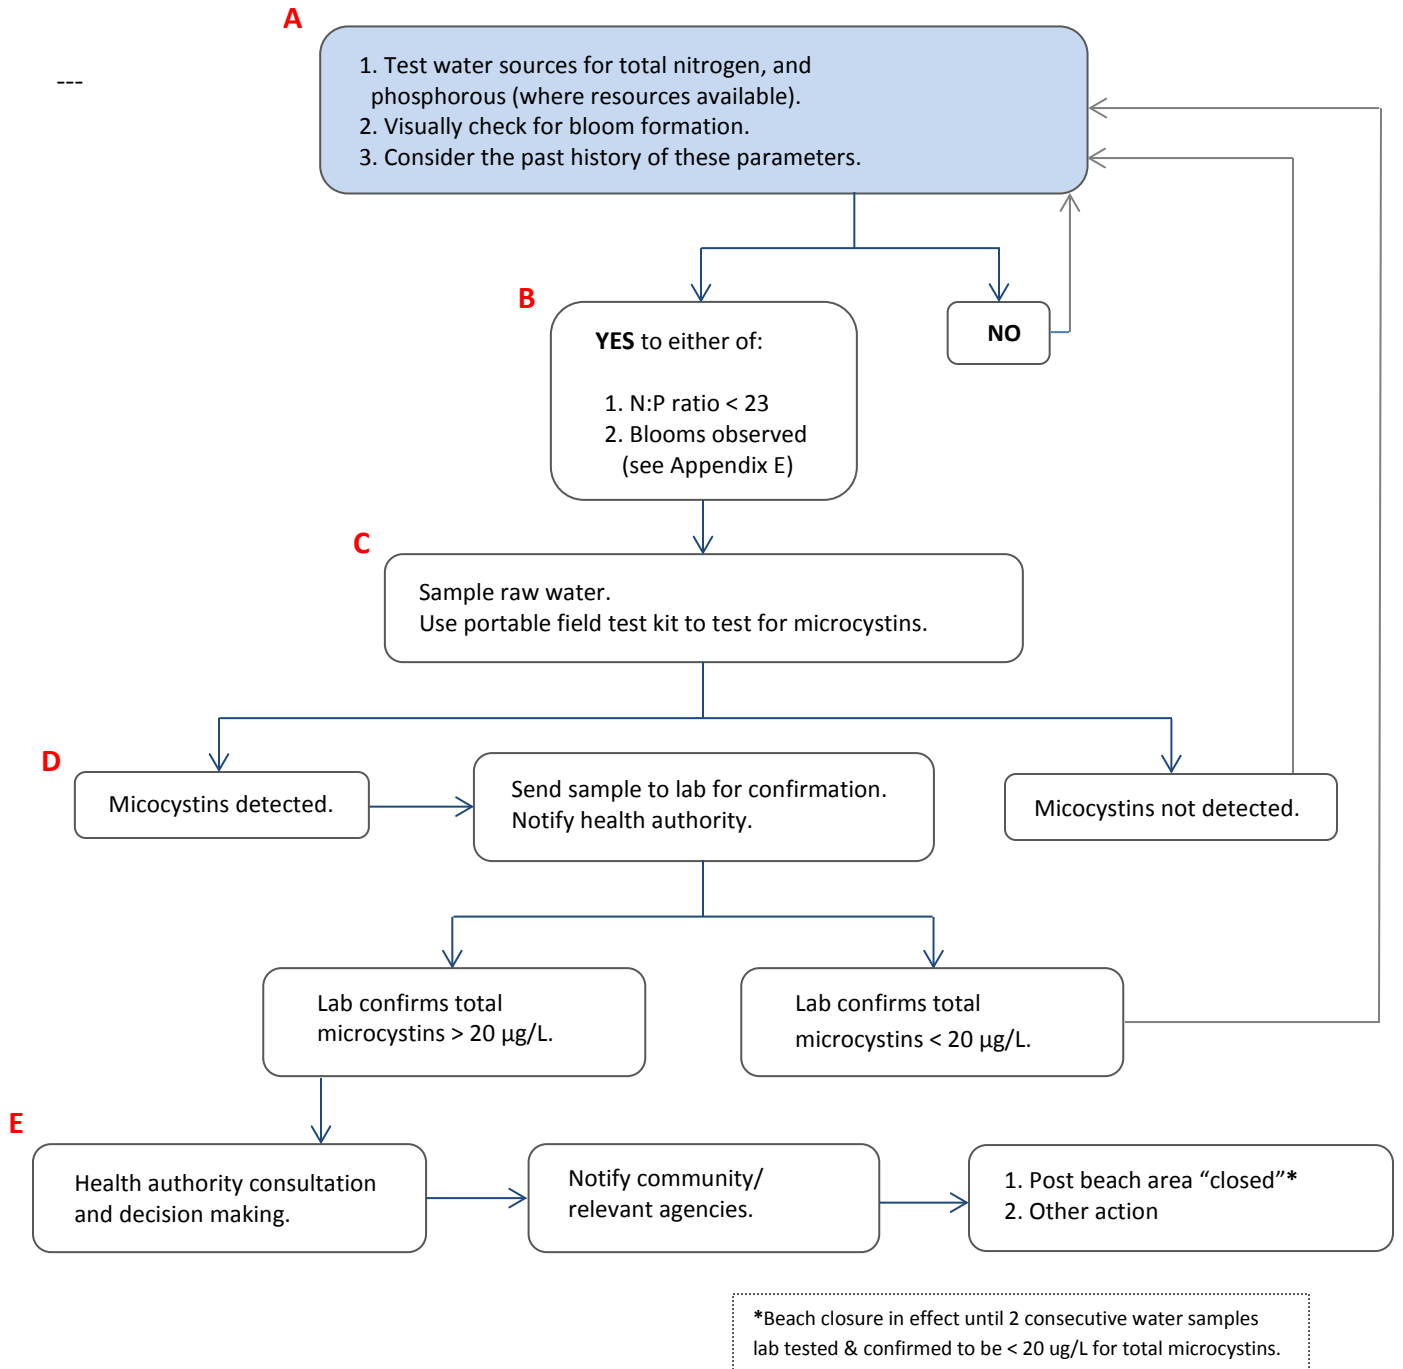 A
---
1. Test water sources for total nitrogen, and
phosphorous (where resources available).
2. Visually check for bloom formation.
3. Consider the past history of these parameters.
B
YES to either of:
1. N:P ratio < 23
2. Blooms observed
(see Appendix E)
NO
C
Sample raw water.
Use portable field test kit to test for microcystins.
D
Micocystins detected.
Send sample to lab for confirmation.
Notify health authority.
Micocystins not detected.
Lab confirms total
microcystins > 20 µg/L.
Lab confirms total
microcystins < 20 µg/L.
E
Health authority consultation
and decision making.
Notify community/
relevant agencies.
1. Post beach area “closed”*
2. Other action
*Beach closure in effect until 2 consecutive water samples
lab tested & confirmed to be < 20 ug/L for total microcystins.